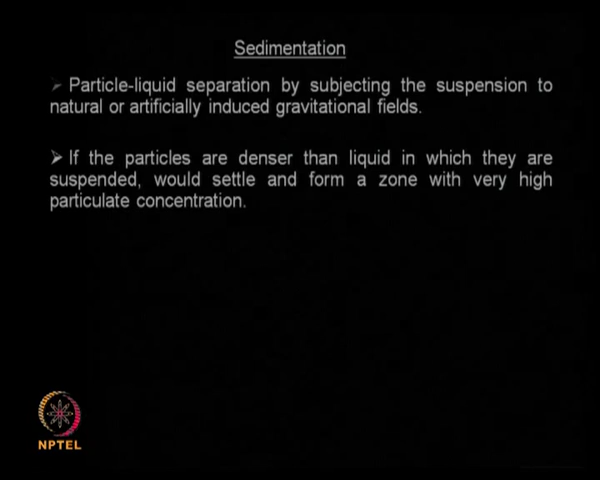 Sedimentation
➢ Particle-liquid separation by subjecting the suspension to
natural or artificially induced gravitational fields.
➢ If the particles are denser than liquid in which they are
suspended, would settle and form a zone with very high
particulate concentration.
NPTEL